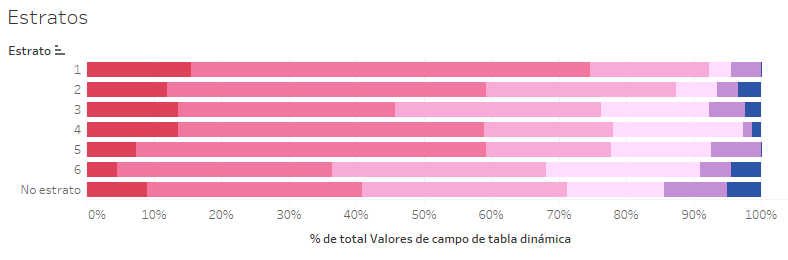 Estratos
Estrato
1
2
3
4
5
6
No estrato
0% 10% 20% 30% 40% 50% 60% 70% 80% 90% 100%
% de total Valores de campo de tabla dinámica